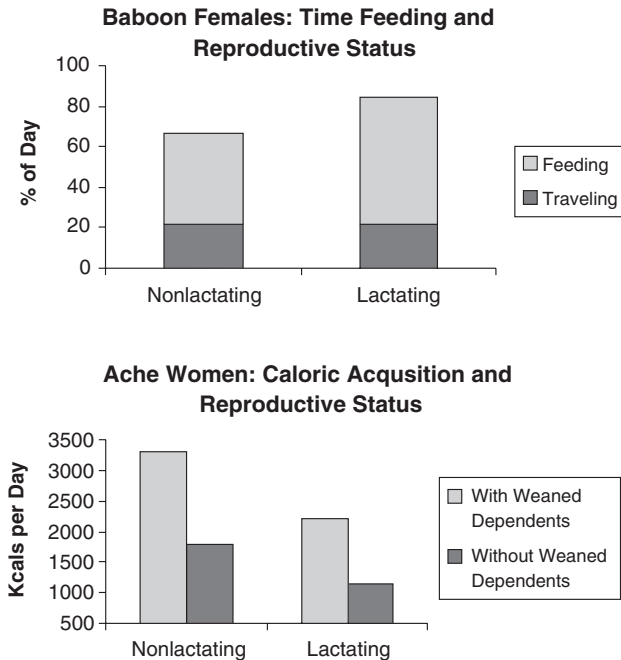 Baboon Females: Time Feeding and
Reproductive Status
% of Day
100
80
60
40
20
0
Nonlactating
Lactating
Feeding
Traveling
Ache Women: Caloric Acqusition and
Reproductive Status
Kcals per Day
3500
3000
2500
2000
1500
1000
500
Nonlactating
Lactating
With Weaned
Dependents
Without Weaned
Dependents